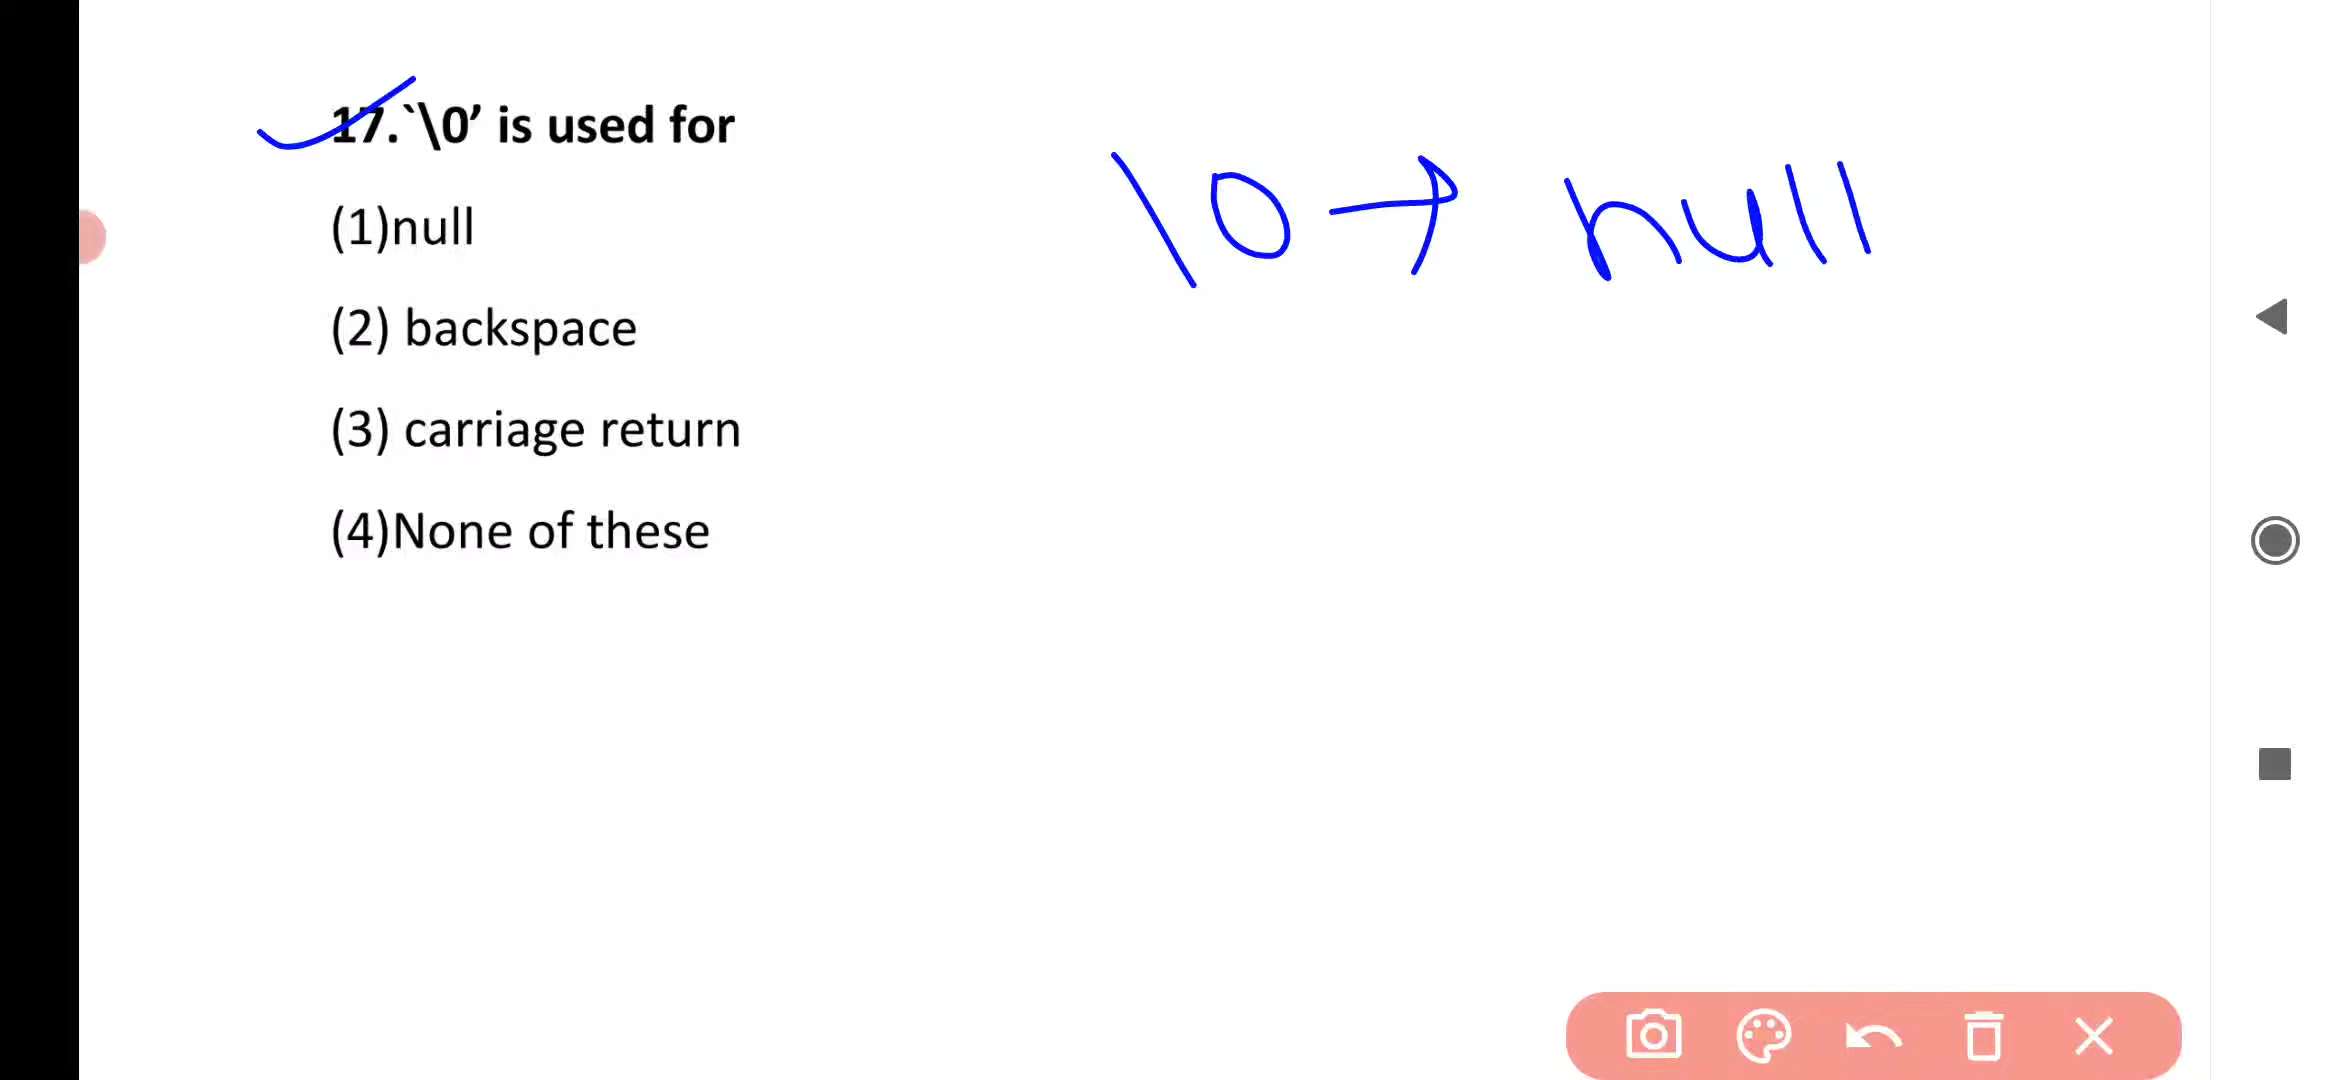 17.`\0’ is used for
\0 → null
(1)null
(2) backspace
(3) carriage return
(4)None of these